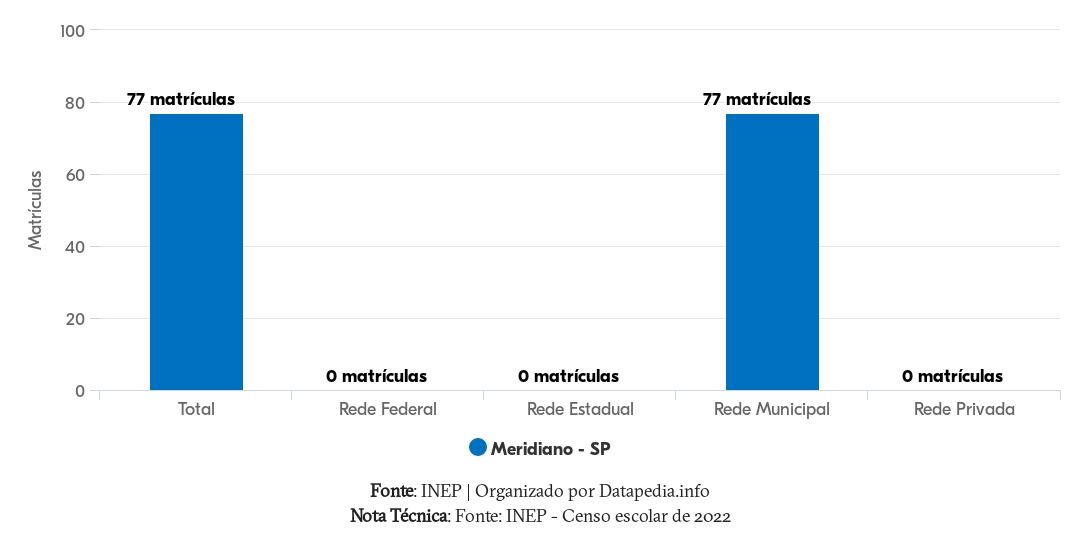 100
77 matrículas
77 matrículas
80
60
Matrículas
40
20
0 matrículas
0 matrículas
0 matrículas
0
Total
Rede Federal
Rede Estadual
Rede Municipal
Rede Privada
Meridiano - SP
Fonte: INEP | Organizado por Datapedia.info
Nota Técnica: Fonte: INEP - Censo escolar de 2022